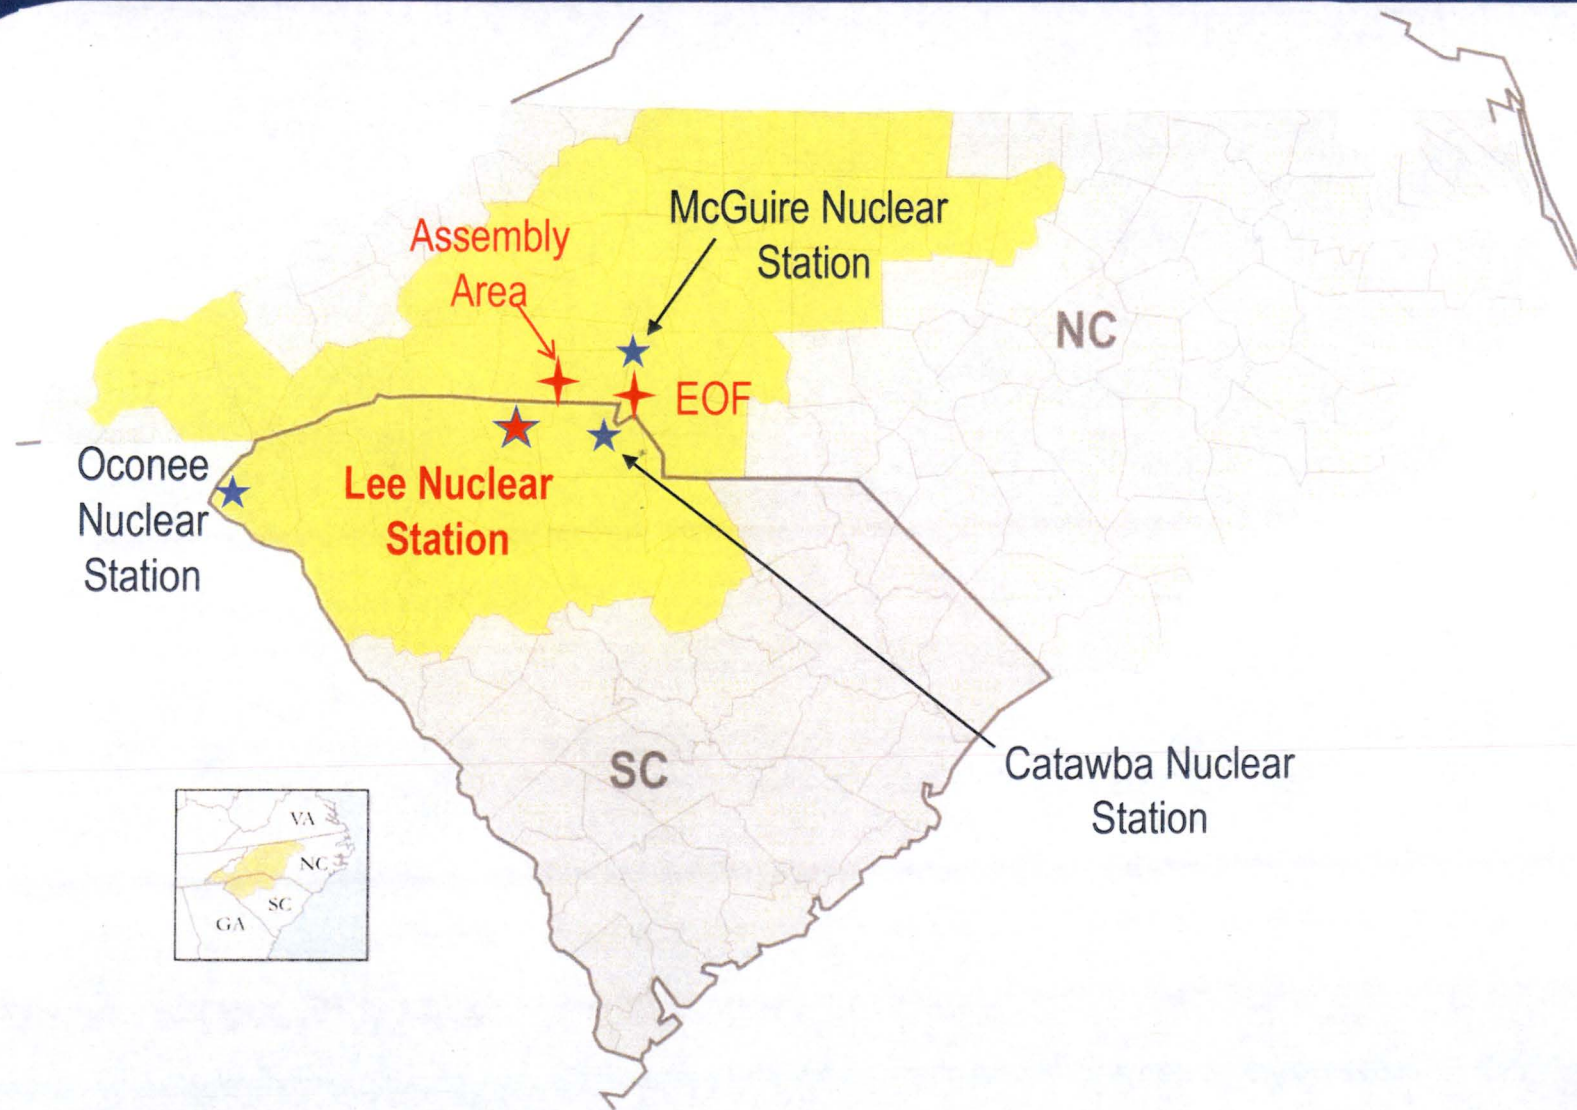 McGuire Nuclear
Station
Assembly
Area
NC
EOF
Oconee
Nuclear
Station
Lee Nuclear
Station
SC
Catawba Nuclear
Station
VA
NC
SC
GA